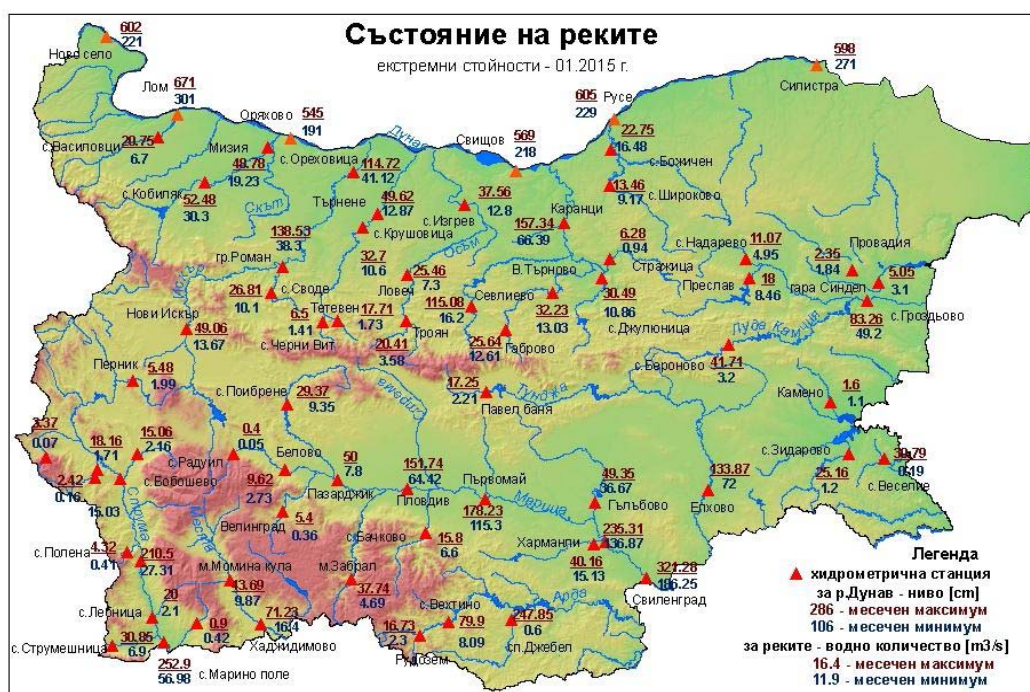 Състояние на реките
екстремни стойности - 01.2015 г.
602
221
Ново село
Лом
671
301
Оряхово
545
191
Дунав
Свищов
569
218
605
229
Русе
598
271
Силистра
с.Василовци
20.75
6.7
Мизия
48.78
19.23
с.Ореховица
114.72
41.12
22.75
16.48
с.Божичен
с.Кобиляк
52.48
30.3
Скът
Търнене
49.62
12.87
с.Крушовица
с.Изгрев
37.56
12.8
Осъм
Каранци
157.34
66.39
13.46
9.17
с.Широково
138.53
38.3
гр.Роман
32.7
10.6
Ловеч
25.46
7.3
В.Търново
6.28
0.94
Стражица
с.Надарево
11.07
4.95
Преслав
18
8.46
2.35
1.84
Провадия
гара Синдел
5.05
3.1
с.Гроздьово
83.26
49.2
Искър
26.81
10.1
с.Своде
Тетевен
6.5
1.41
с.Черни Вит
17.71
1.73
20.41
3.58
Троян
115.08
16.2
Севлиево
32.23
13.03
25.64
12.61
Габрово
30.49
10.86
с.Джулюница
Луда Камчия
Нови Искър
49.06
13.67
с.Бероново
41.71
3.2
Перник
5.48
1.99
с.Поибрене
29.37
9.35
Стряма
17.25
2.21
Павел баня
Тунджа
Камено
1.6
1.1
3.37
0.07
18.16
1.71
15.06
2.16
с.Радуил
0.4
0.05
Белово
2.42
0.16
15.03
с.Бобошево
9.62
2.73
50
7.8
Пазарджик
151.74
64.42
Пловдив
Първомай
178.23
115.3
Марица
49.35
36.67
Гълъбово
133.87
72
Елхово
с.Зидарово
25.16
1.2
30.79
0.19
с.Веселие
Струма
Места
Велинград
5.4
0.36
с.Бачково
15.8
6.6
Харманли
235.31
136.87
40.16
15.13
321.28
186.25
Свиленград
с.Полена
4.32
0.41
210.5
27.31
м.Момина кула
13.69
9.87
м.Забрал
37.74
4.69
с.Лебница
20
2.1
0.9
0.42
71.23
16.4
Хаджидимово
с.Вехтино
79.9
8.09
16.73
2.3
Рудозем
Арда
247.85
0.6
сп.Джебел
с.Струмешница
30.85
6.9
252.9
56.98
с.Марино поле
Легенда
хидрометрична станция
за р.Дунав - ниво [cm]
286 - месечен максимум
106 - месечен минимум
за реките - водно количество [m3/s]
16.4 - месечен максимум
11.9 - месечен минимум